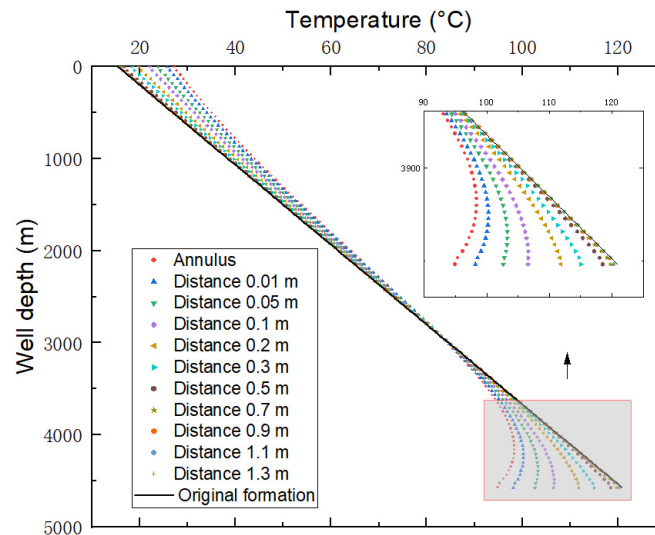 Temperature (°C)
20 40 60 80 100 120
0
1000
2000
3000
4000
5000
Well depth (m)
90 100 110 120
3900
Annulus
Distance 0.01 m
Distance 0.05 m
Distance 0.1 m
Distance 0.2 m
Distance 0.3 m
Distance 0.5 m
Distance 0.7 m
Distance 0.9 m
Distance 1.1 m
Distance 1.3 m
Original formation